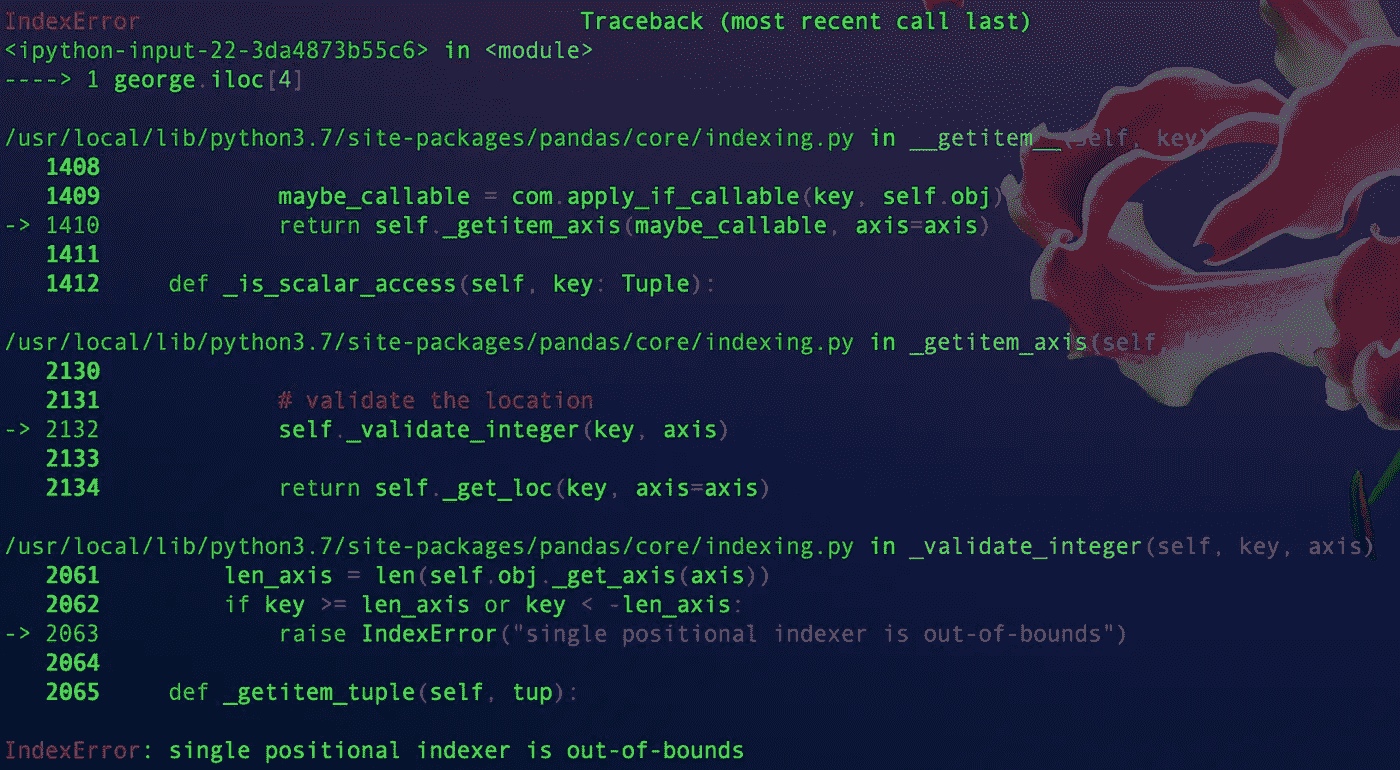 IndexError                                Traceback (most recent call last)
<ipython-input-22-3da4873b55c6> in <module>
----> 1 george.iloc[4]
/usr/local/lib/python3.7/site-packages/pandas/core/indexing.py in __getitem__(self, key)
   1408
   1409             maybe_callable = com.apply_if_callable(key, self.obj)
-> 1410             return self._getitem_axis(maybe_callable, axis=axis)
   1411
   1412     def _is_scalar_access(self, key: Tuple):
/usr/local/lib/python3.7/site-packages/pandas/core/indexing.py in _getitem_axis(self,
   2130
   2131             # validate the location
-> 2132             self._validate_integer(key, axis)
   2133
   2134             return self._get_loc(key, axis=axis)
/usr/local/lib/python3.7/site-packages/pandas/core/indexing.py in _validate_integer(self, key, axis)
   2061         len_axis = len(self.obj._get_axis(axis))
   2062         if key >= len_axis or key < -len_axis:
-> 2063             raise IndexError("single positional indexer is out-of-bounds")
   2064
   2065     def _getitem_tuple(self, tup):
IndexError: single positional indexer is out-of-bounds